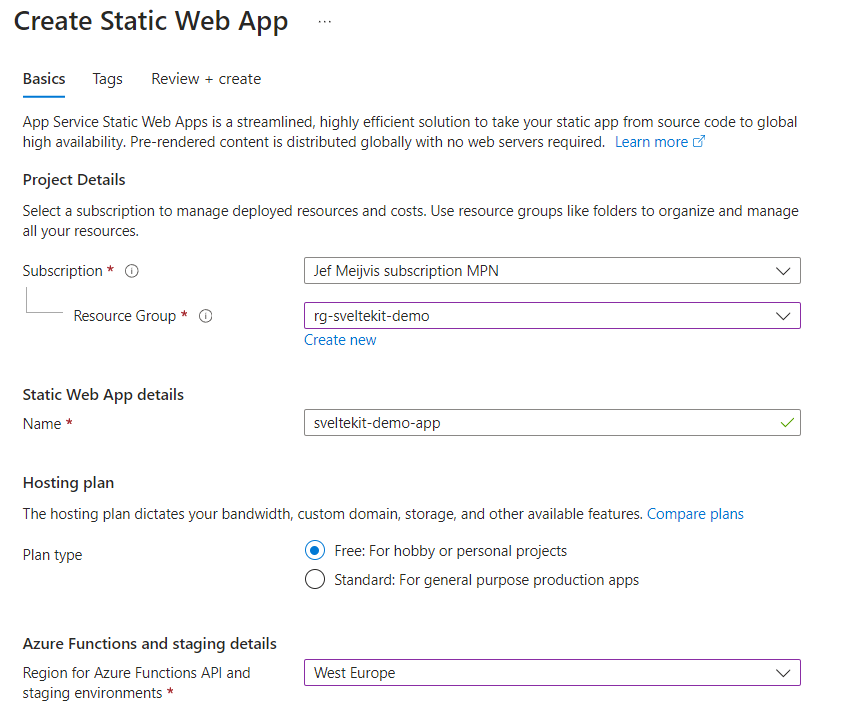 Create Static Web App ...
Basics Tags Review + create
App Service Static Web Apps is a streamlined, highly efficient solution to take your static app from source code to global
high availability. Pre-rendered content is distributed globally with no web servers required. Learn more
Project Details
Select a subscription to manage deployed resources and costs. Use resource groups like folders to organize and manage
all your resources.
Subscription * Jef Meijvis subscription MPN
Resource Group * rg-sveltekit-demo
Create new
Static Web App details
Name * sveltekit-demo-app
Hosting plan
The hosting plan dictates your bandwidth, custom domain, storage, and other available features. Compare plans
Plan type
Free: For hobby or personal projects
Standard: For general purpose production apps
Azure Functions and staging details
Region for Azure Functions API and
staging environments *
West Europe